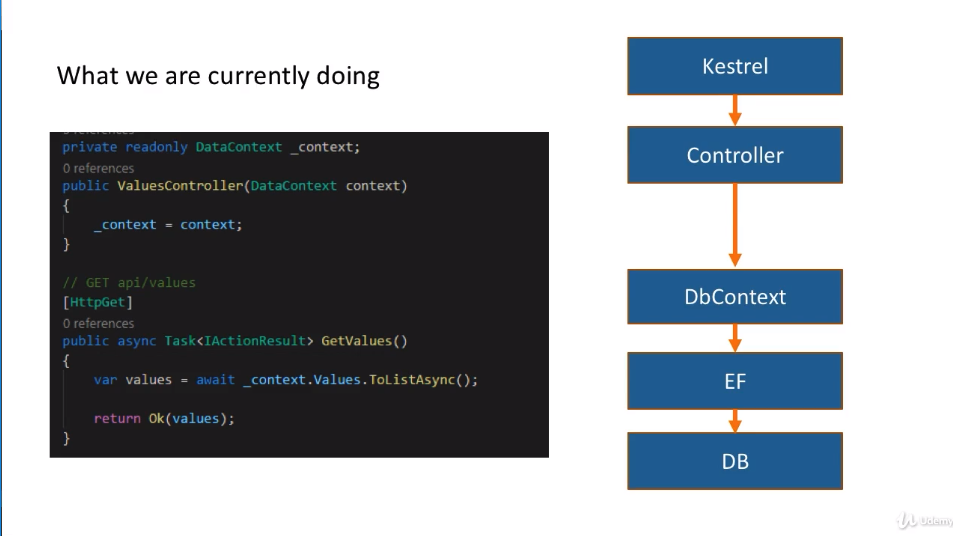 What we are currently doing
0 references
private readonly DataContext _context;
0 references
public ValuesController(DataContext context)
{
_context = context;
}
// GET api/values
[HttpGet]
0 references
public async Task<IActionResult> GetValues()
{
var values = await _context.Values.ToListAsync();
return Ok(values);
}
Kestrel
Controller
DbContext
EF
DB
Udemy